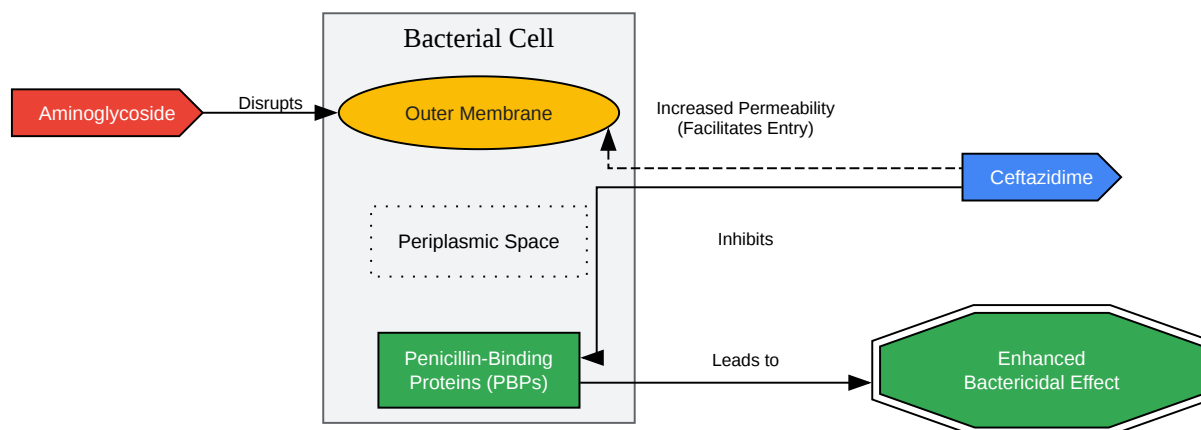 Bacterial Cell
Aminoglycoside
Disrupts
Outer Membrane
Increased Permeability
(Facilitates Entry)
Ceftazidime
Periplasmic Space
Inhibits
Penicillin-Binding
Proteins (PBPs)
Leads to
Enhanced
Bactericidal Effect